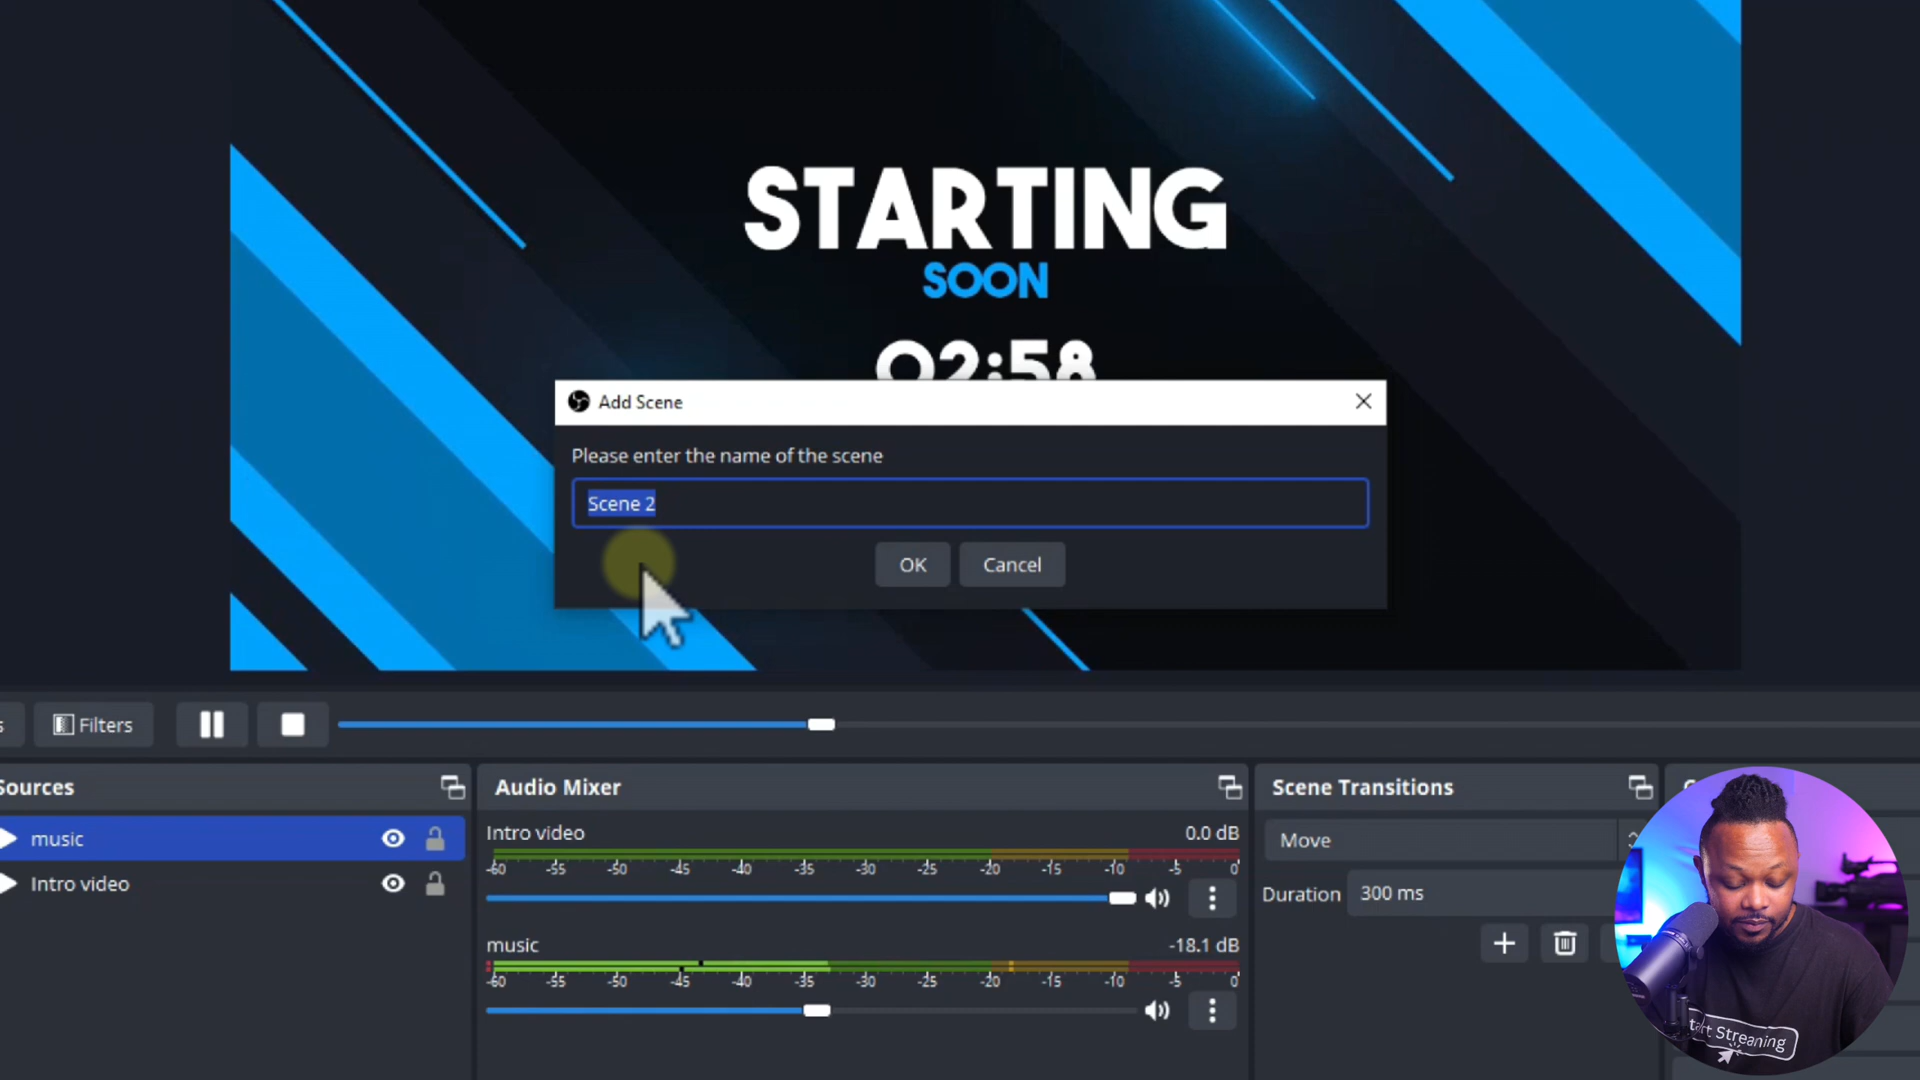 STARTING
SOON
02:58
Add Scene
Please enter the name of the scene
Scene 2
OK Cancel
s Filters
Sources
music
Intro video
Audio Mixer
Intro video 0.0 dB
-60 -55 -50 -45 -40 -35 -30 -25 -20 -15 -10 -5 0
music -18.1 dB
-60 -55 -50 -45 -40 -35 -30 -25 -20 -15 -10 -5 0
Scene Transitions
Move
Duration 300 ms
tart Streaming